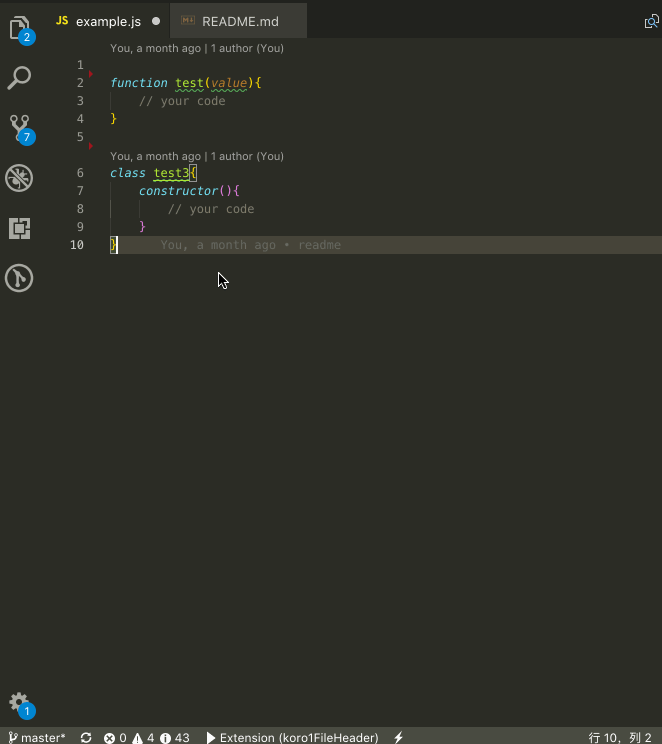 JS example.js README.md
2
You, a month ago | 1 author (You)
1
2 function test(value){
3 // your code
4 }
7
5
You, a month ago | 1 author (You)
6 class test3{
7 constructor(){
8 // your code
9 }
10 } You, a month ago • readme
1
master* 0 4 43 Extension (koro1FileHeader) 行 10，列 2